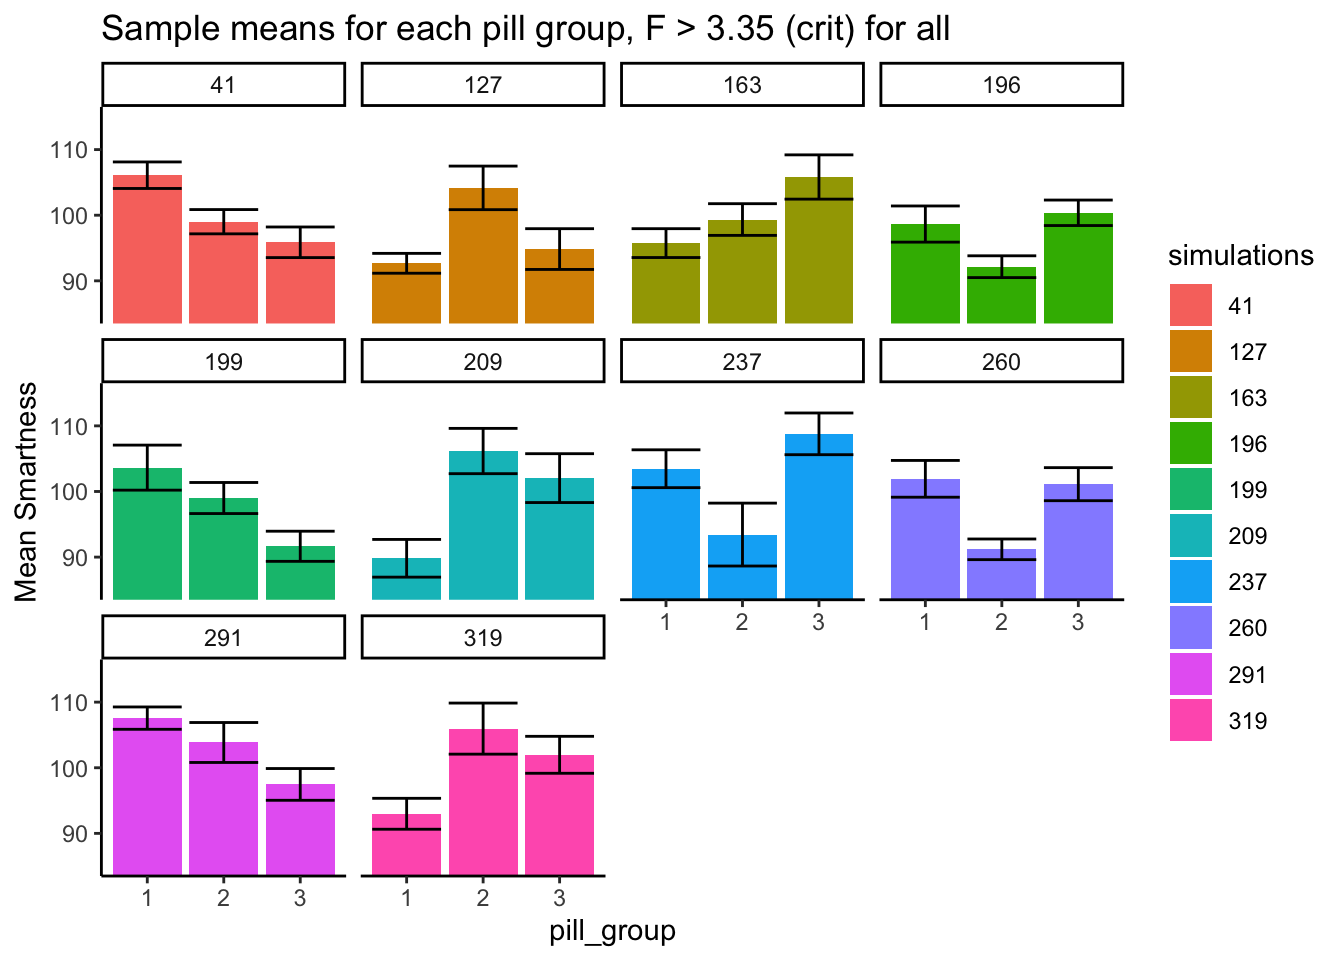 Sample means for each pill group, F > 3.35 (crit) for all
41 127 163 196
110
100
90
199 209 237 260
110
100
90
1 2 3 1 2 3
291 319
110
100
90
1 2 3 1 2 3
Mean Smartness
pill_group
simulations
41
127
163
196
199
209
237
260
291
319